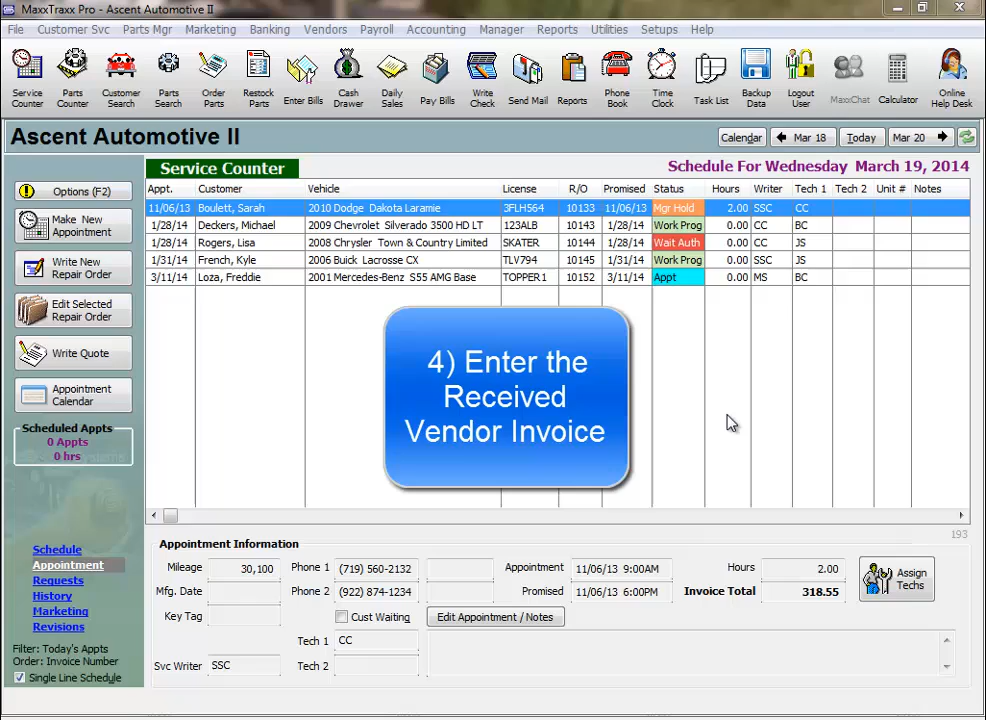 MaxxTraxx Pro - Ascent Automotive II
File Customer Svc Parts Mgr Marketing Banking Vendors Payroll Accounting Manager Reports Utilities Setups Help
Service Counter Parts Counter Customer Search Parts Search Order Parts Restock Parts Enter Bills Cash Drawer Daily Sales Pay Bills Write Check Send Mail Reports Phone Book Time Clock Task List Backup Data Logout User MaxxChat Calculator Online Help Desk
Ascent Automotive II Calendar Mar 18 Today Mar 20
Service Counter Schedule For Wednesday March 19, 2014
Appt. Customer Vehicle License R/O Promised Status Hours Writer Tech 1 Tech 2 Unit # Notes
11/06/13 Boulett, Sarah 2010 Dodge Dakota Laramie 3FLH564 10133 11/06/13 Mgr Hold 2.00 SSC CC
1/28/14 Deckers, Michael 2009 Chevrolet Silverado 3500 HD LT 123ALB 10143 1/28/14 Work Prog 0.00 CC BC
1/28/14 Rogers, Lisa 2008 Chrysler Town & Country Limited SKATER 10144 1/28/14 Wait Auth 0.00 CC JS
1/31/14 French, Kyle 2006 Buick Lacrosse CX TLV794 10145 1/31/14 Work Prog 0.00 SSC JS
3/11/14 Loza, Freddie 2001 Mercedes-Benz S55 AMG Base TOPPER1 10152 3/11/14 Appt 0.00 MS BC
Options (F2)
Make New
Appointment
Write New
Repair Order
Edit Selected
Repair Order
Write Quote
Appointment
Calendar
Scheduled Appts
0 Appts
0 hrs
4) Enter the
Received
Vendor Invoice
Schedule
Appointment
Requests
History
Marketing
Revisions
Filter: Today's Appts
Order: Invoice Number
Single Line Schedule
193
Appointment Information
Mileage 30,100 Phone 1 (719) 560-2132 Appointment 11/06/13 9:00AM Hours 2.00
Mfg. Date Phone 2 (922) 874-1234 Promised 11/06/13 6:00PM Invoice Total 318.55
Assign
Techs
Key Tag Cust Waiting Edit Appointment / Notes
Tech 1 CC
Svc Writer SSC Tech 2